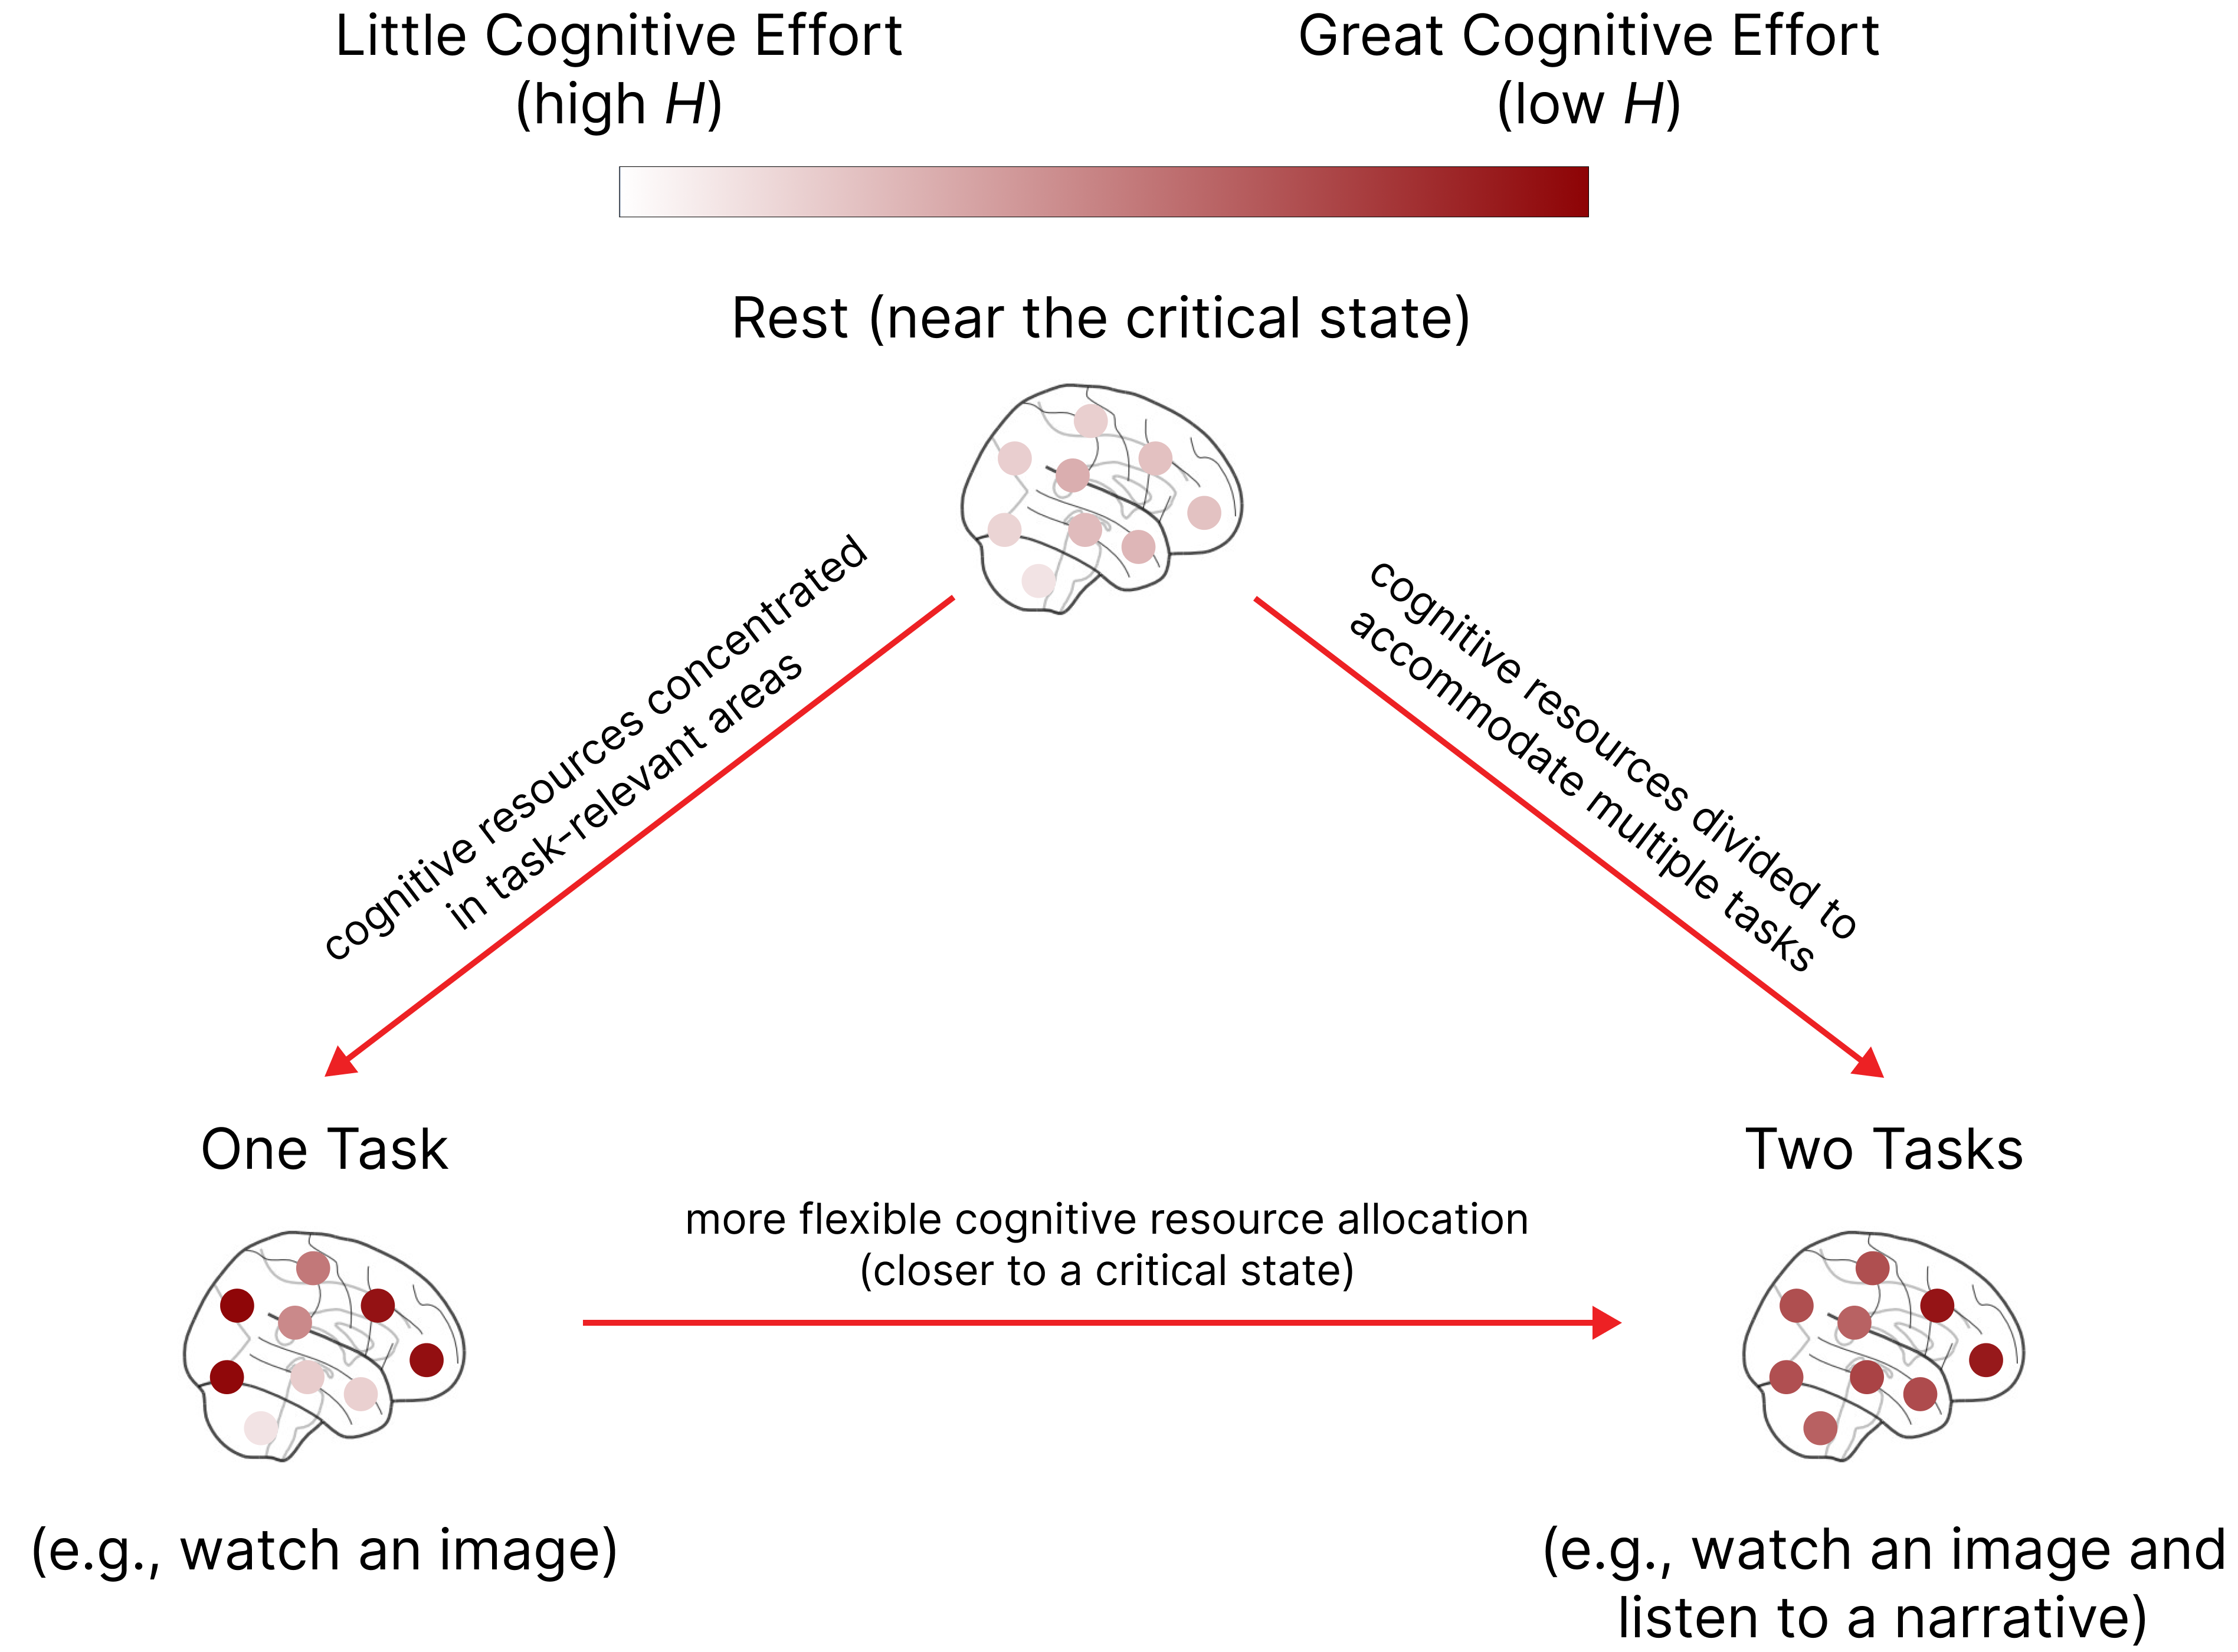 Little Cognitive Effort
(high H)
Great Cognitive Effort
(low H)
Rest (near the critical state)
cognitive resources concentrated
in task-relevant areas
cognitive resources divided to
accommodate multiple tasks
One Task
Two Tasks
more flexible cognitive resource allocation
(closer to a critical state)
(e.g., watch an image)
(e.g., watch an image and
listen to a narrative)